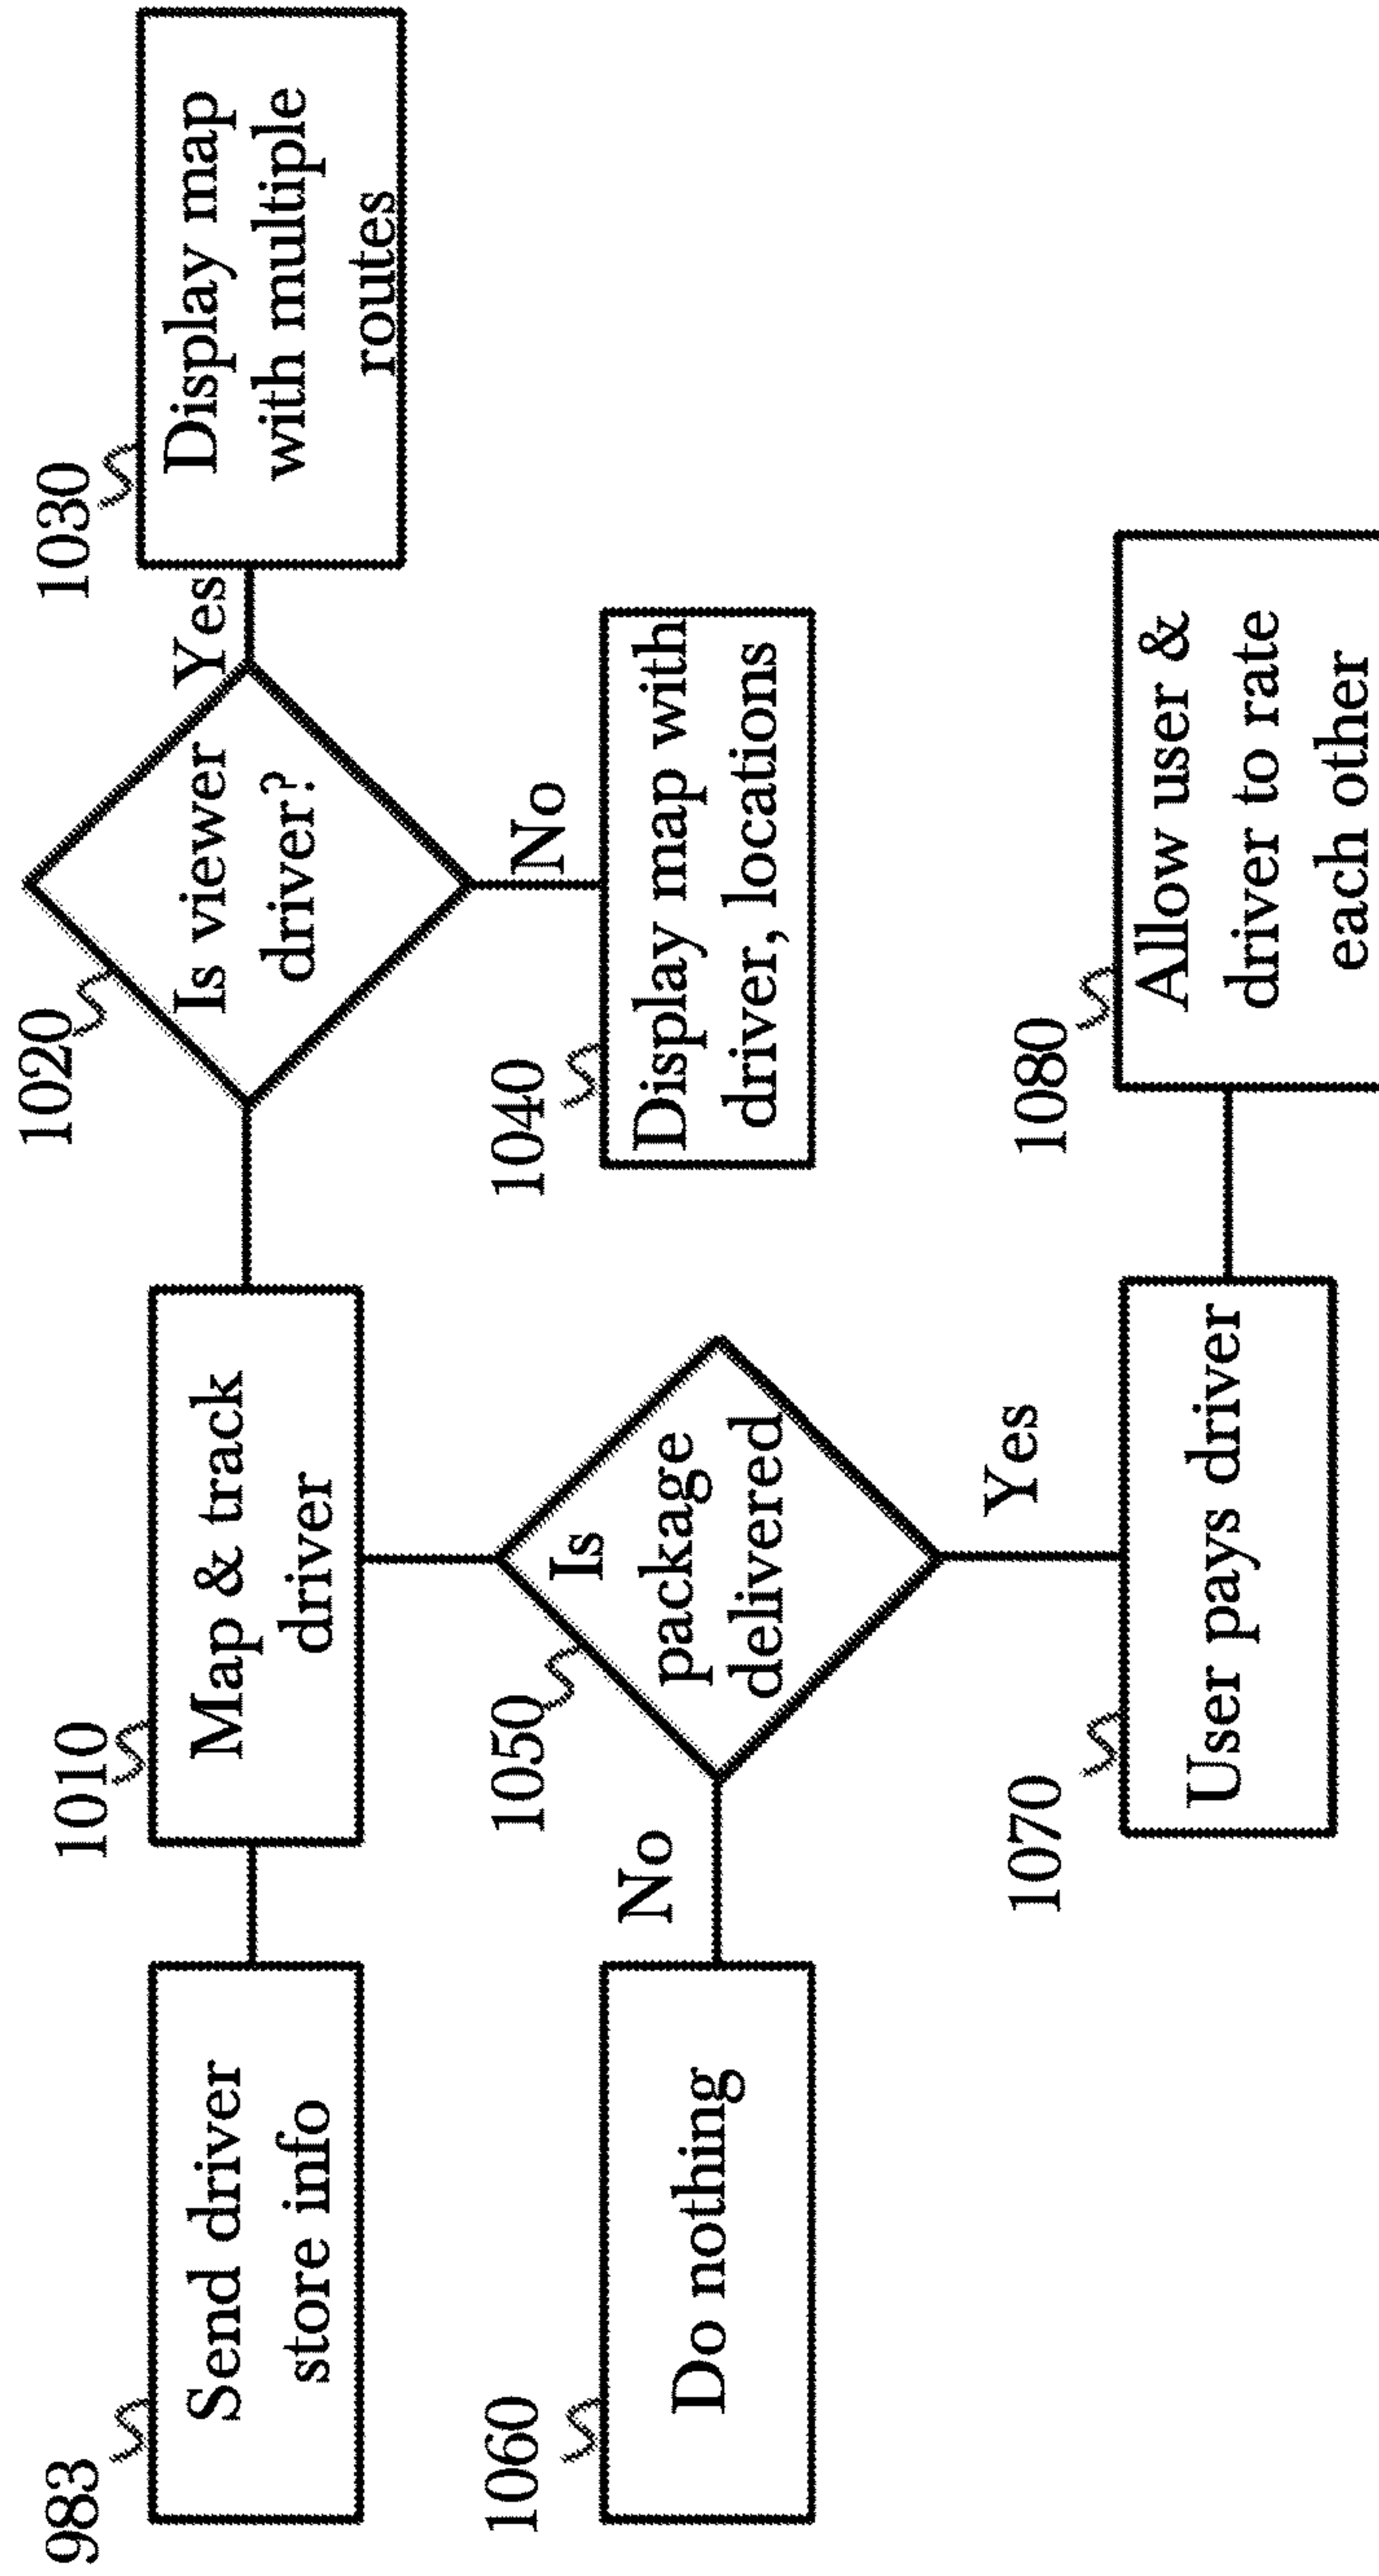 983
Send driver
store info
1010
Map & track
driver
1020
Is viewer
driver?
Yes
1030
Display map
with multiple
routes
No
1040
Display map with
driver, locations
1050
Is
package
delivered
No
1060
Do nothing
Yes
1070
User pays driver
1080
Allow user &
driver to rate
each other